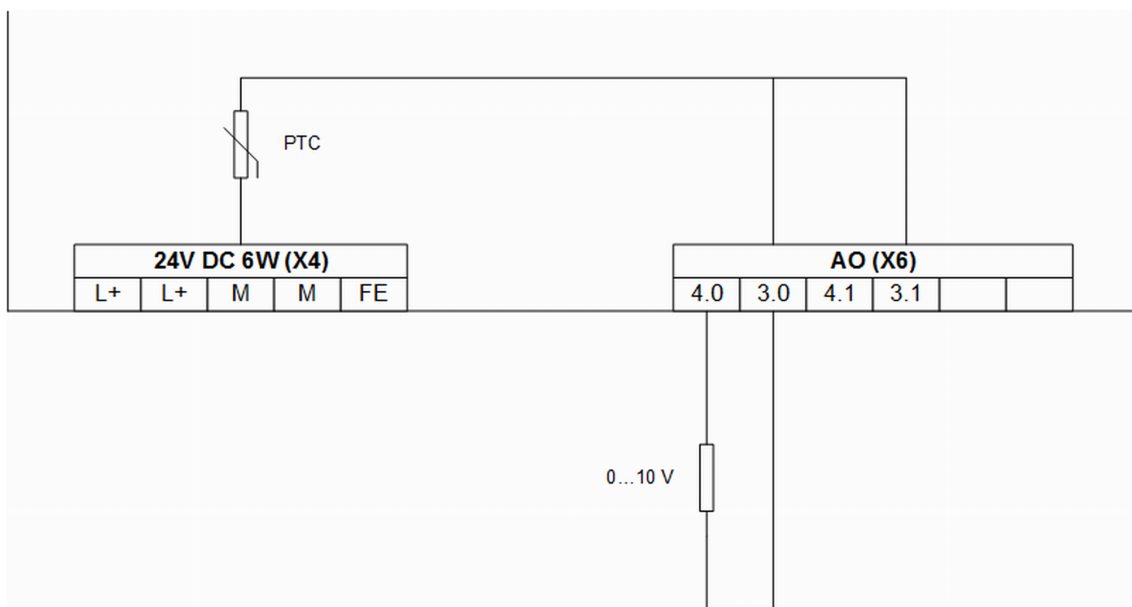 PTC
24V DC 6W (X4)
L+ L+ M M FE
AO (X6)
4.0 3.0 4.1 3.1
0...10 V